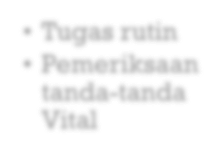 • Tugas rutin
• Pemeriksaan
tanda-tanda
Vital